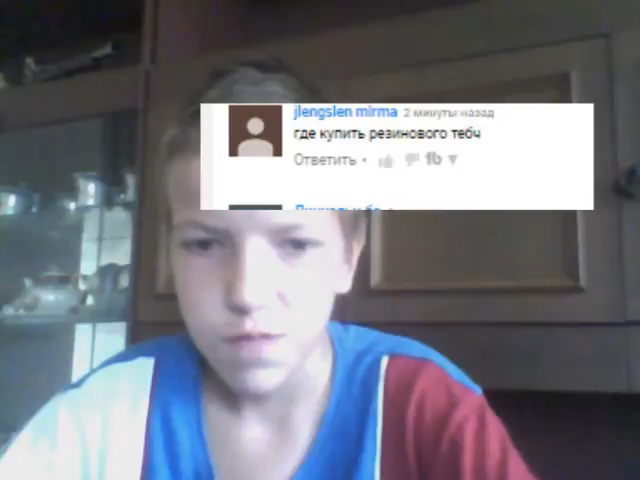 jlengslen mirma 2 минуты назад
где купить резинового тебч
Ответить •